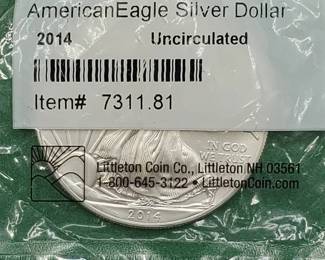 AmericanEagle Silver Dollar
2014 Uncirculated
Item# 7311.81
IN GOD
WE TRUST
Littleton Coin Co., Littleton NH 03561
1-800-645-3122 • LittletonCoin.com
2014